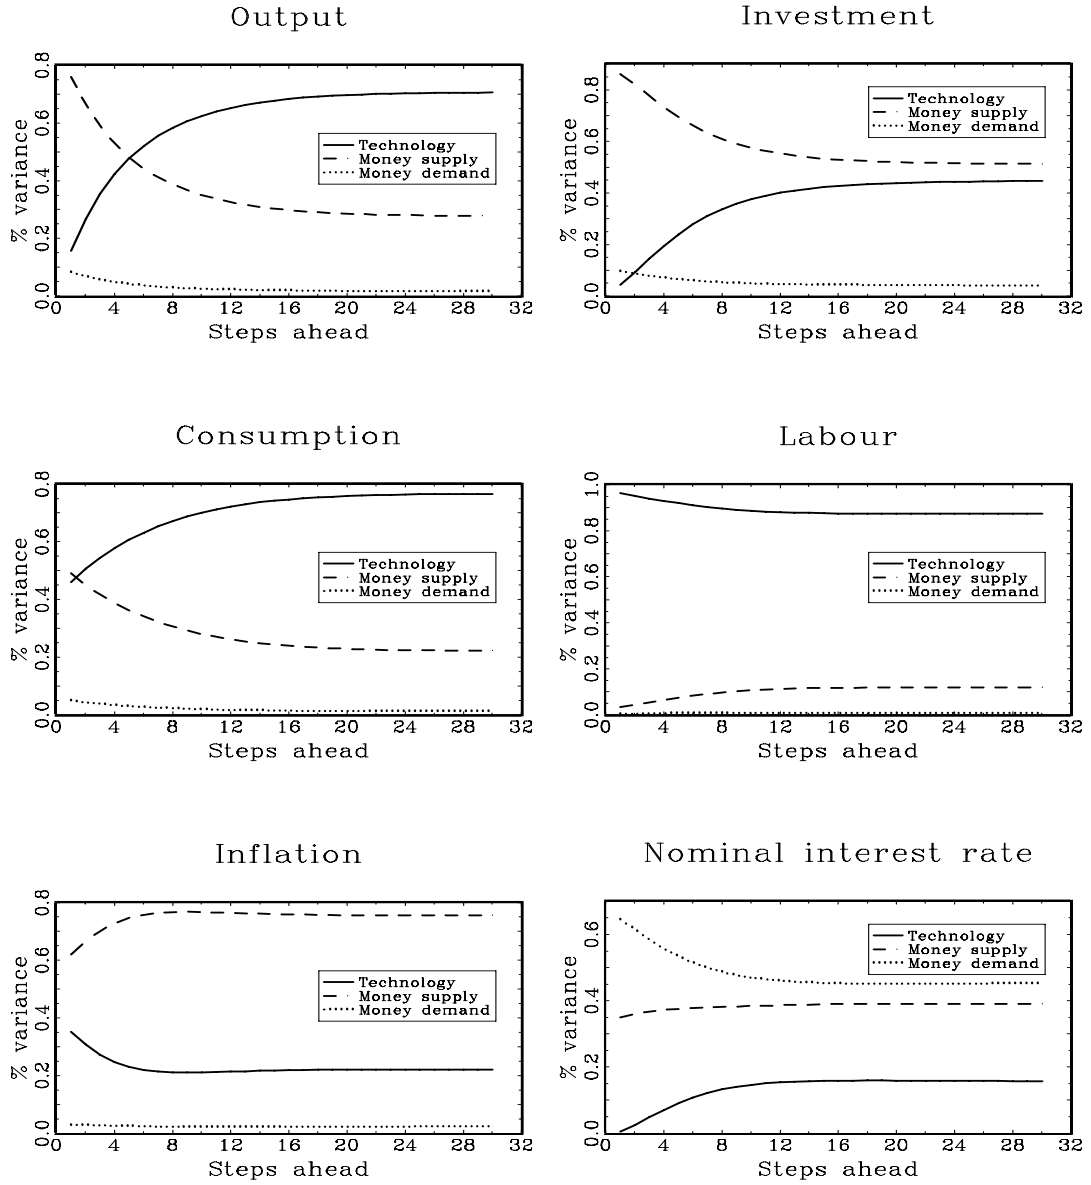 Output
% variance
0.8
0.6
0.4
0.2
0.0
Technology
Money supply
Money demand
0 4 8 12 16 20 24 28 32
Steps ahead
Investment
% variance
0.8
0.6
0.4
0.2
0.0
Technology
Money supply
Money demand
0 4 8 12 16 20 24 28 32
Steps ahead
Consumption
% variance
0.8
0.6
0.4
0.2
0.0
Technology
Money supply
Money demand
0 4 8 12 16 20 24 28 32
Steps ahead
Labour
% variance
1.0
0.8
0.6
0.4
0.2
0.0
Technology
Money supply
Money demand
0 4 8 12 16 20 24 28 32
Steps ahead
Inflation
% variance
0.8
0.6
0.4
0.2
0.0
Technology
Money supply
Money demand
0 4 8 12 16 20 24 28 32
Steps ahead
Nominal interest rate
% variance
0.6
0.4
0.2
0.0
Technology
Money supply
Money demand
0 4 8 12 16 20 24 28 32
Steps ahead